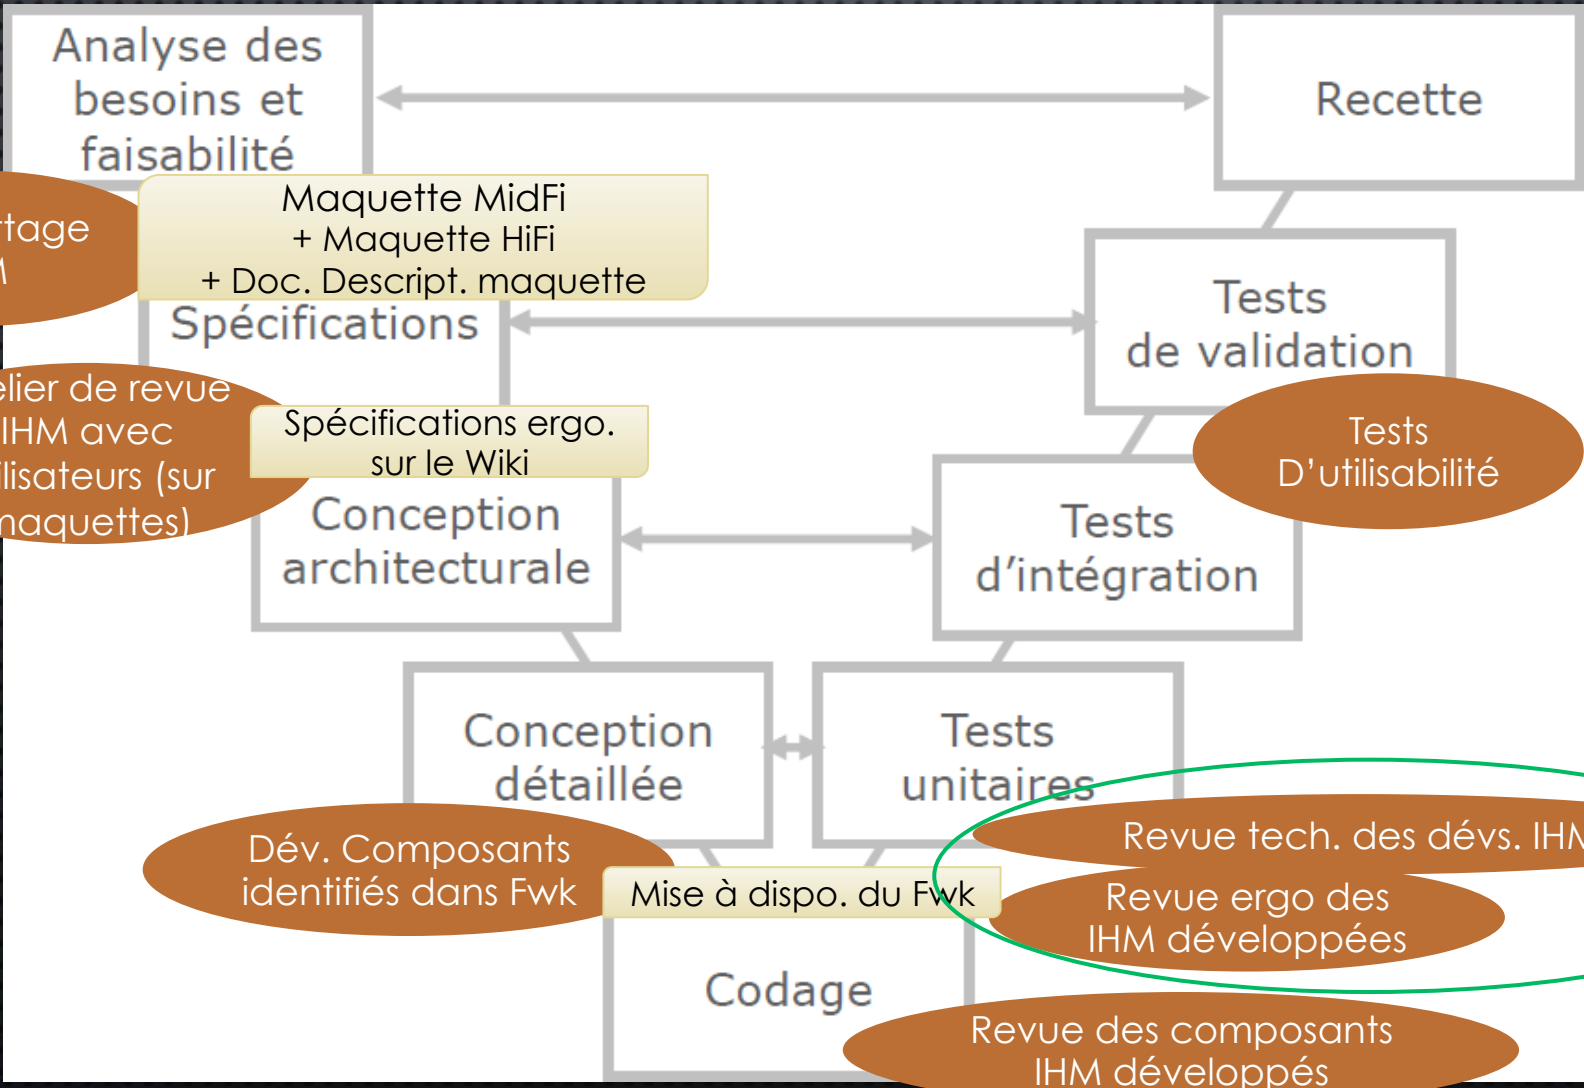 Analyse des
besoins et
faisabilité
Recette
Maquette MidFi
+ Maquette HiFi
+ Doc. Descript. maquette
Spécifications
Tests
de validation
IHM avec
(sur
Spécifications ergo.
sur le Wiki
Tests
D’utilisabilité
Conception
architecturale
Tests
d’intégration
Conception
détaillée
Tests
unitaires
Dév. Composants
identifiés dans Fwk
Mise à dispo. du Fwk
Revue tech. des dévs. IHM
Revue ergo des
IHM développées
Codage
Revue des composants
IHM développés